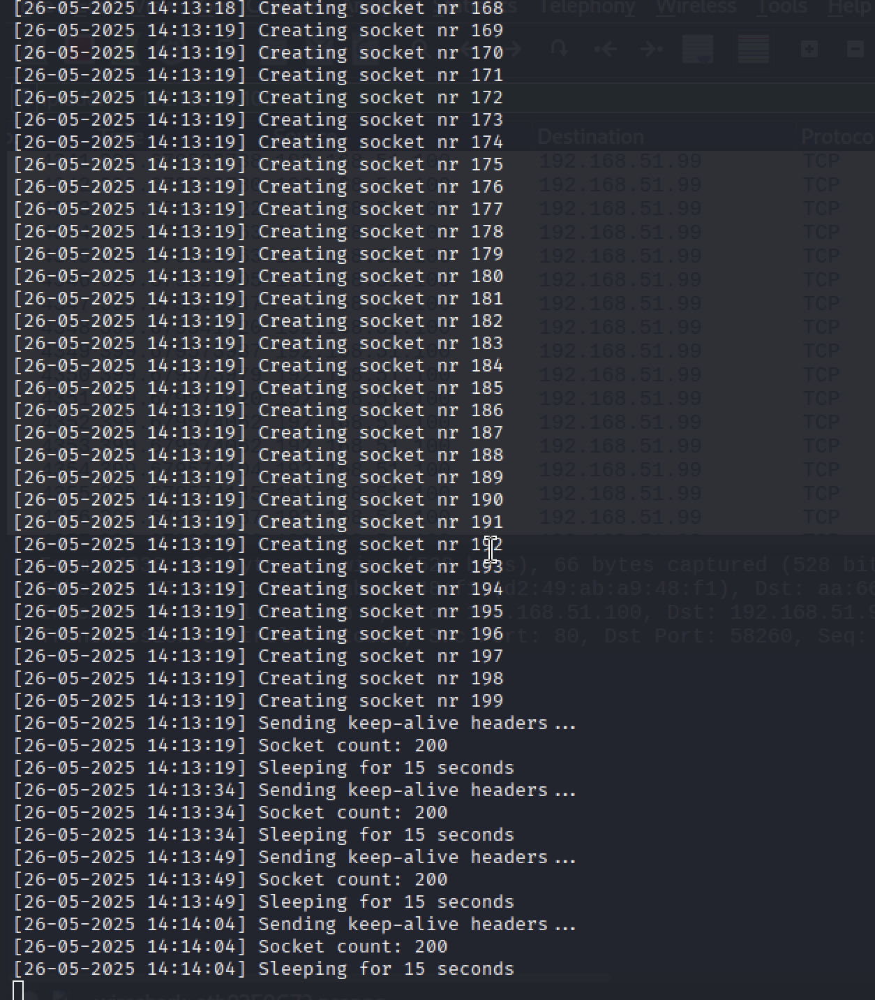 [26-05-2025 14:13:18] Creating socket nr 168
Telephony Wireless Tools Help
[26-05-2025 14:13:19] Creating socket nr 169
[26-05-2025 14:13:19] Creating socket nr 170
[26-05-2025 14:13:19] Creating socket nr 171
[26-05-2025 14:13:19] Creating socket nr 172
[26-05-2025 14:13:19] Creating socket nr 173
[26-05-2025 14:13:19] Creating socket nr 174
Destination Protoco
[26-05-2025 14:13:19] Creating socket nr 175
192.168.51.99 TCP
[26-05-2025 14:13:19] Creating socket nr 176
192.168.51.99 TCP
[26-05-2025 14:13:19] Creating socket nr 177
192.168.51.99 TCP
[26-05-2025 14:13:19] Creating socket nr 178
192.168.51.99 TCP
[26-05-2025 14:13:19] Creating socket nr 179
192.168.51.99 TCP
[26-05-2025 14:13:19] Creating socket nr 180
192.168.51.99 TCP
[26-05-2025 14:13:19] Creating socket nr 181
192.168.51.99 TCP
[26-05-2025 14:13:19] Creating socket nr 182
192.168.51.99 TCP
[26-05-2025 14:13:19] Creating socket nr 183
192.168.51.99 TCP
[26-05-2025 14:13:19] Creating socket nr 184
192.168.51.99 TCP
[26-05-2025 14:13:19] Creating socket nr 185
192.168.51.99 TCP
[26-05-2025 14:13:19] Creating socket nr 186
192.168.51.99 TCP
[26-05-2025 14:13:19] Creating socket nr 187
192.168.51.99 TCP
[26-05-2025 14:13:19] Creating socket nr 188
192.168.51.99 TCP
[26-05-2025 14:13:19] Creating socket nr 189
192.168.51.99 TCP
[26-05-2025 14:13:19] Creating socket nr 190
192.168.51.99 TCP
[26-05-2025 14:13:19] Creating socket nr 191
[26-05-2025 14:13:19] Creating socket nr 192
[26-05-2025 14:13:19] Creating socket nr 193
66 bytes captured (528 bit
[26-05-2025 14:13:19] Creating socket nr 194
(d2:49:ab:a9:48:f1), Dst: aa:60
[26-05-2025 14:13:19] Creating socket nr 195
.168.51.100, Dst: 192.168.51.9
[26-05-2025 14:13:19] Creating socket nr 196
rt: 80, Dst Port: 58260, Seq:
[26-05-2025 14:13:19] Creating socket nr 197
[26-05-2025 14:13:19] Creating socket nr 198
[26-05-2025 14:13:19] Creating socket nr 199
[26-05-2025 14:13:19] Sending keep-alive headers...
[26-05-2025 14:13:19] Socket count: 200
[26-05-2025 14:13:19] Sleeping for 15 seconds
[26-05-2025 14:13:34] Sending keep-alive headers...
[26-05-2025 14:13:34] Socket count: 200
[26-05-2025 14:13:34] Sleeping for 15 seconds
[26-05-2025 14:13:49] Sending keep-alive headers...
[26-05-2025 14:13:49] Socket count: 200
[26-05-2025 14:13:49] Sleeping for 15 seconds
[26-05-2025 14:14:04] Sending keep-alive headers...
[26-05-2025 14:14:04] Socket count: 200
[26-05-2025 14:14:04] Sleeping for 15 seconds